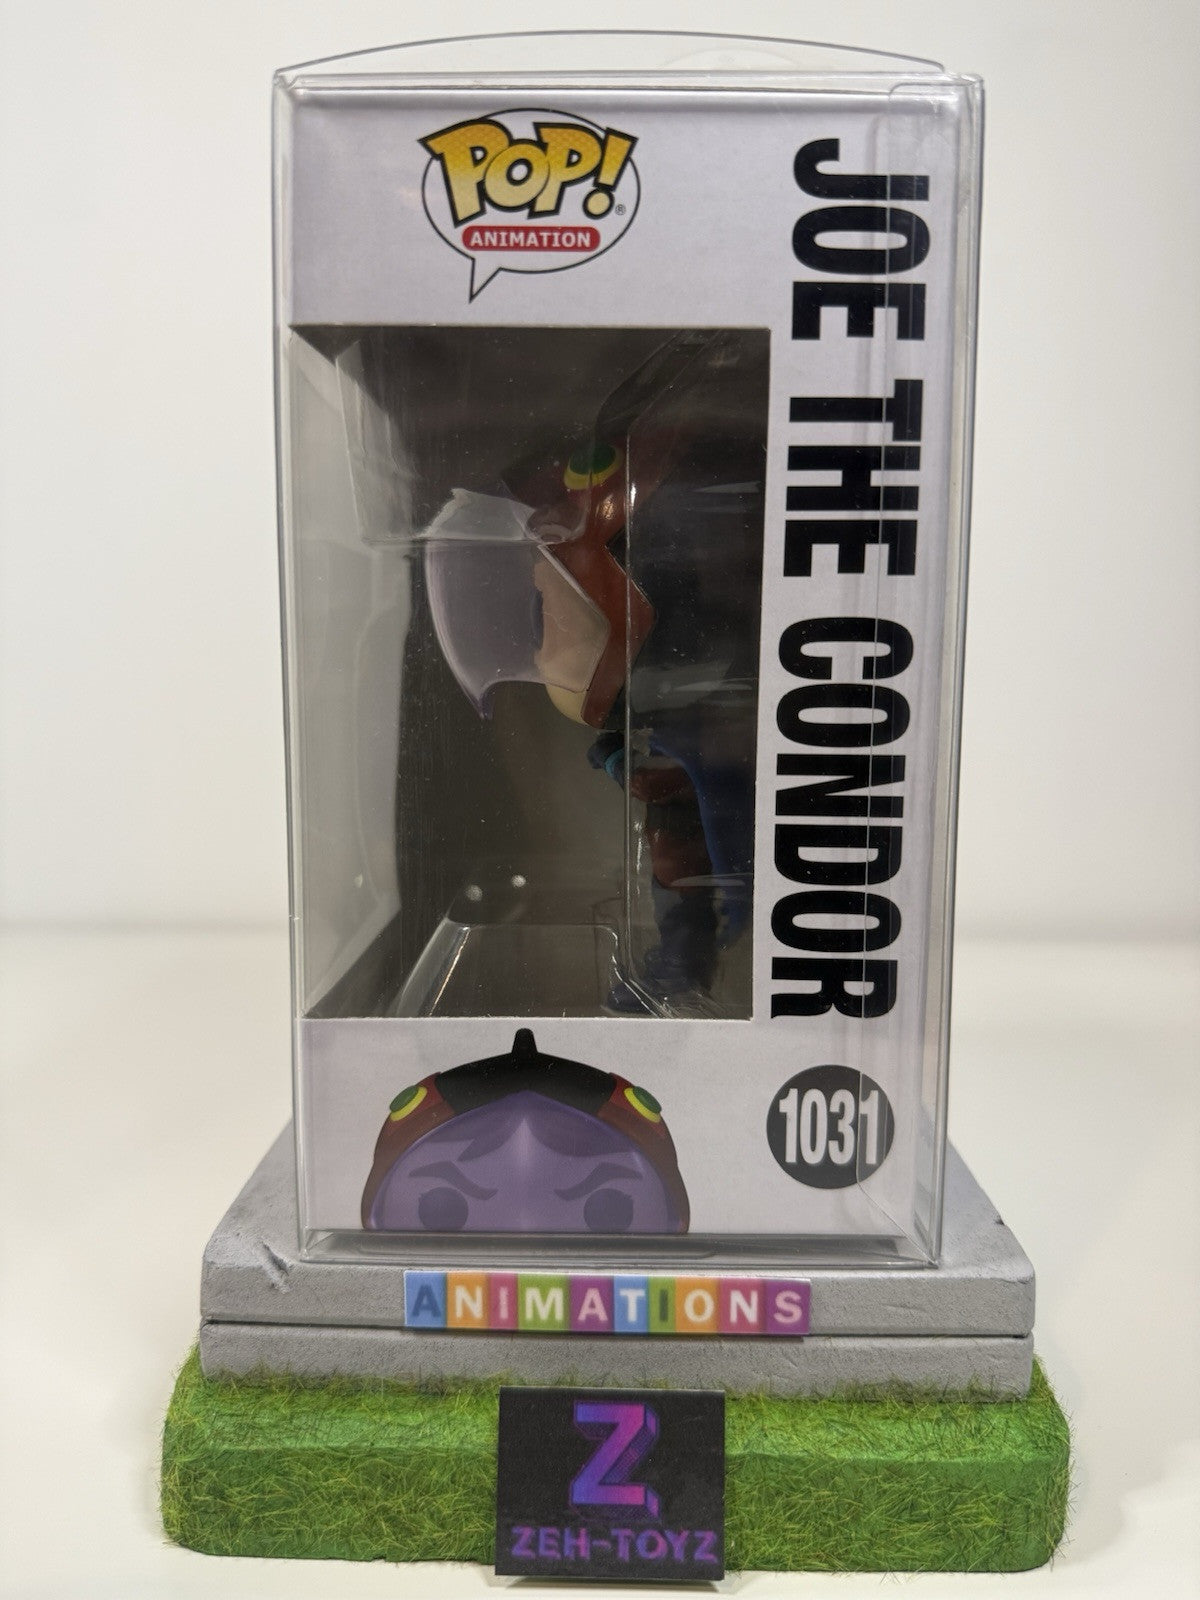 POP!®
ANIMATION
JOE THE CONDOR
1031
ANIMATIONS
Z
ZEH-TOYZ